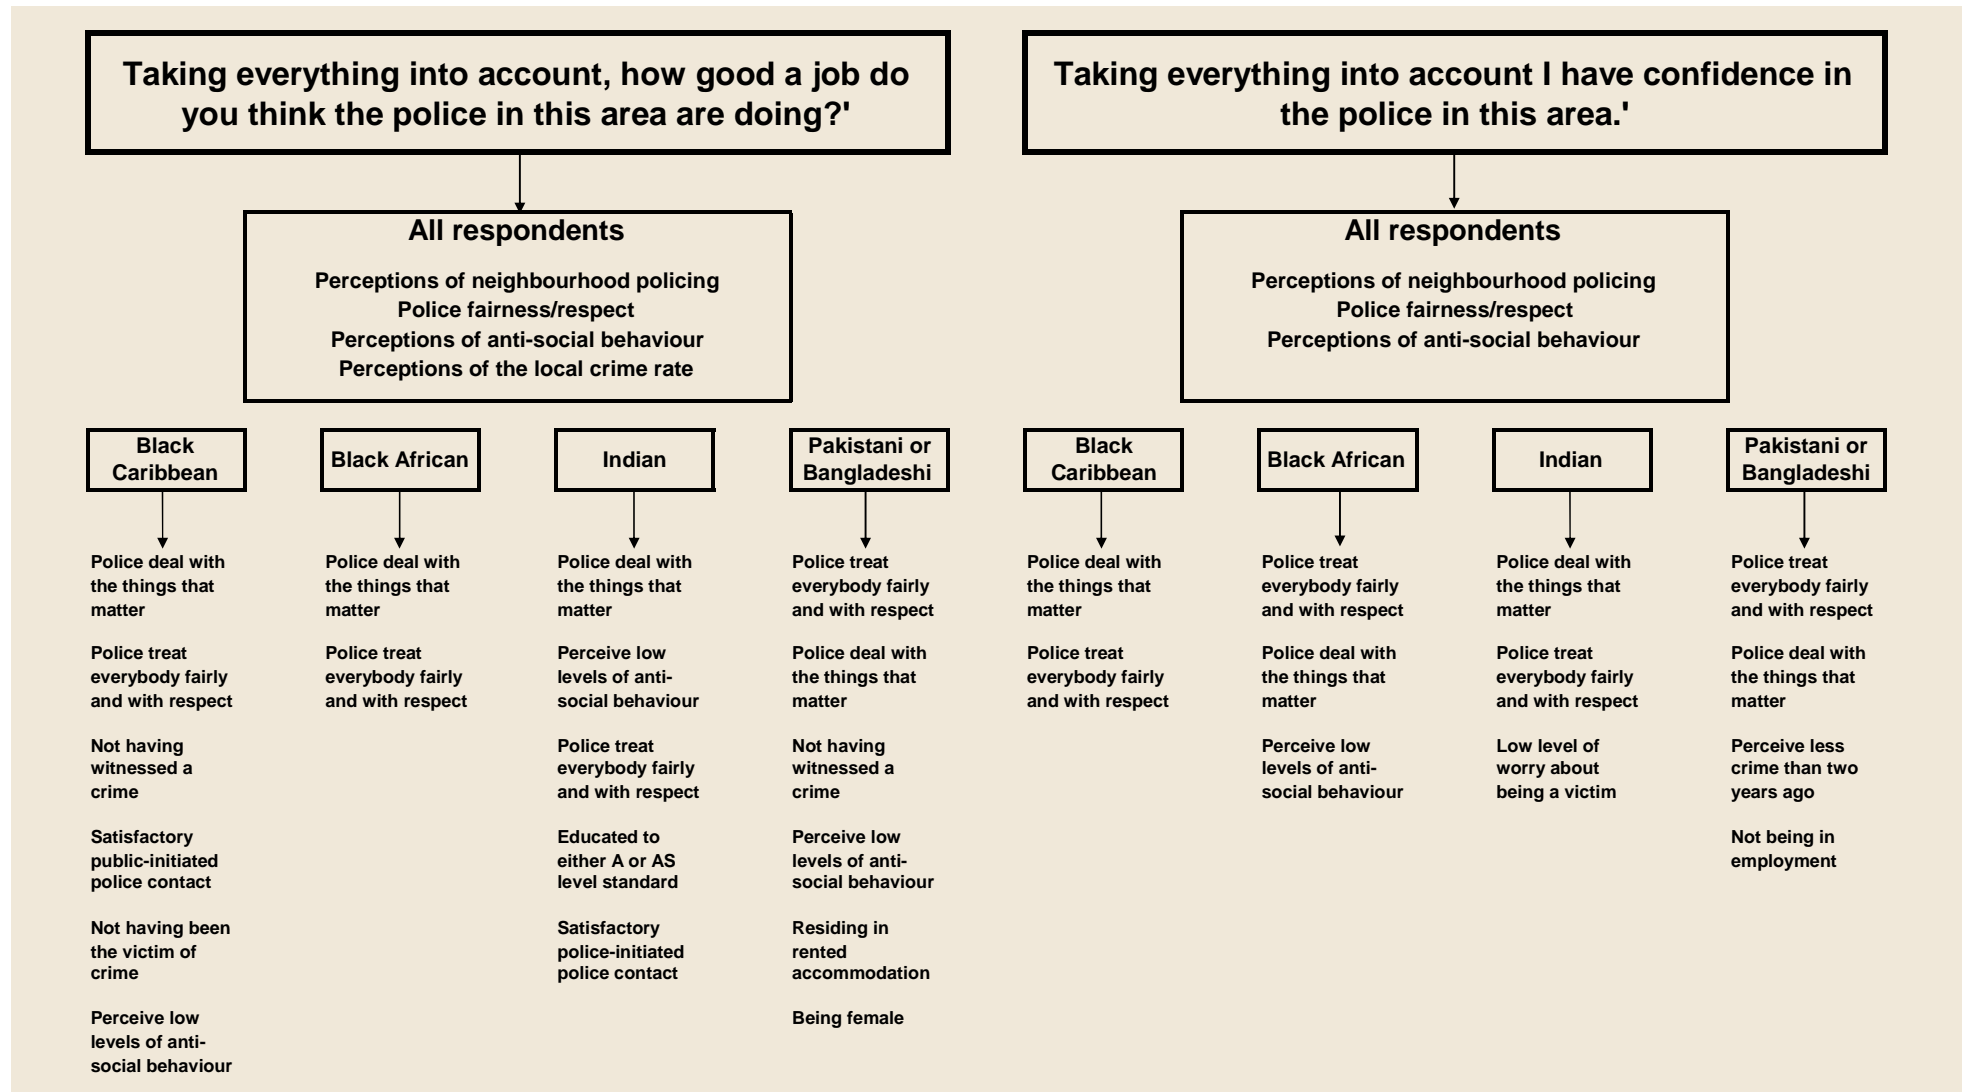 Taking everything into account, how good a job do
you think the police in this area are doing?'
All respondents
Perceptions of neighbourhood policing
Police fairness/respect
Perceptions of anti-social behaviour
Perceptions of the local crime rate
Black
Caribbean
Police deal with
the things that
matter
Police treat
everybody fairly
and with respect
Not having
witnessed a
crime
Satisfactory
public-initiated
police contact
Not having been
the victim of
crime
Perceive low
levels of anti-
social behaviour
Black African
Police deal with
the things that
matter
Police treat
everybody fairly
and with respect
Indian
Police deal with
the things that
matter
Perceive low
levels of anti-
social behaviour
Police treat
everybody fairly
and with respect
Educated to
either A or AS
level standard
Satisfactory
police-initiated
police contact
Pakistani or
Bangladeshi
Police treat
everybody fairly
and with respect
Police deal with
the things that
matter
Not having
witnessed a
crime
Perceive low
levels of anti-
social behaviour
Residing in
rented
accommodation
Being female
Taking everything into account I have confidence in
the police in this area.'
All respondents
Perceptions of neighbourhood policing
Police fairness/respect
Perceptions of anti-social behaviour
Black
Caribbean
Police deal with
the things that
matter
Police treat
everybody fairly
and with respect
Black African
Police treat
everybody fairly
and with respect
Police deal with
the things that
matter
Perceive low
levels of anti-
social behaviour
Indian
Police deal with
the things that
matter
Police treat
everybody fairly
and with respect
Low level of
worry about
being a victim
Pakistani or
Bangladeshi
Police treat
everybody fairly
and with respect
Police deal with
the things that
matter
Perceive less
crime than two
years ago
Not being in
employment